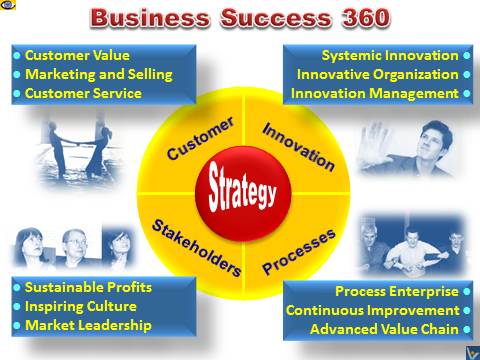 Business Success 360
Customer Value
Marketing and Selling
Customer Service
Systemic Innovation
Innovative Organization
Innovation Management
Customer
Innovation
Strategy
Stakeholders
Processes
Sustainable Profits
Inspiring Culture
Market Leadership
Process Enterprise
Continuous Improvement
Advanced Value Chain